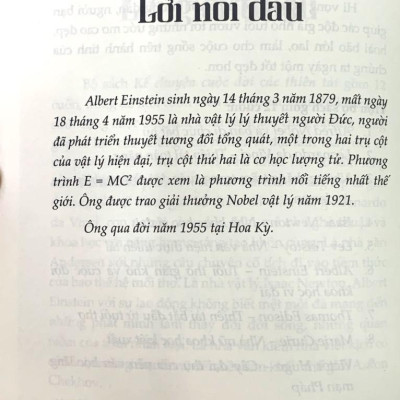 Lời nói đầu
Albert Einstein sinh ngày 14 tháng 3 năm 1879, mất ngày
18 tháng 4 năm 1955 là nhà vật lý lý thuyết người Đức, người
đã phát triển thuyết tương đối tổng quát, một trong hai trụ cột
của vật lý hiện đại, trụ cột thứ hai là cơ học lượng tử. Phương
trình E = MC² được xem là phương trình nổi tiếng nhất thế
giới. Ông được trao giải thưởng Nobel vật lý năm 1921.
Ông qua đời năm 1955 tại Hoa Kỳ.